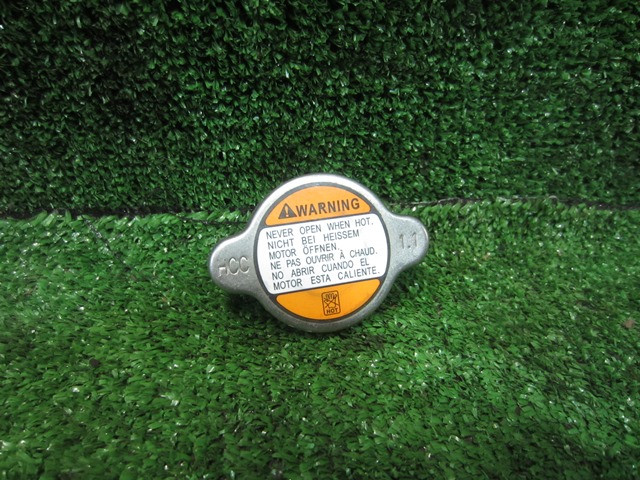 WARNING
NEVER OPEN WHEN HOT.
NICHT BEI HEISSEM
MOTOR ÖFFNEN.
NE PAS OUVRIR À CHAUD.
NO ABRIR CUANDO EL
MOTOR ESTA CALIENTE.
HOT
HCC
1.1